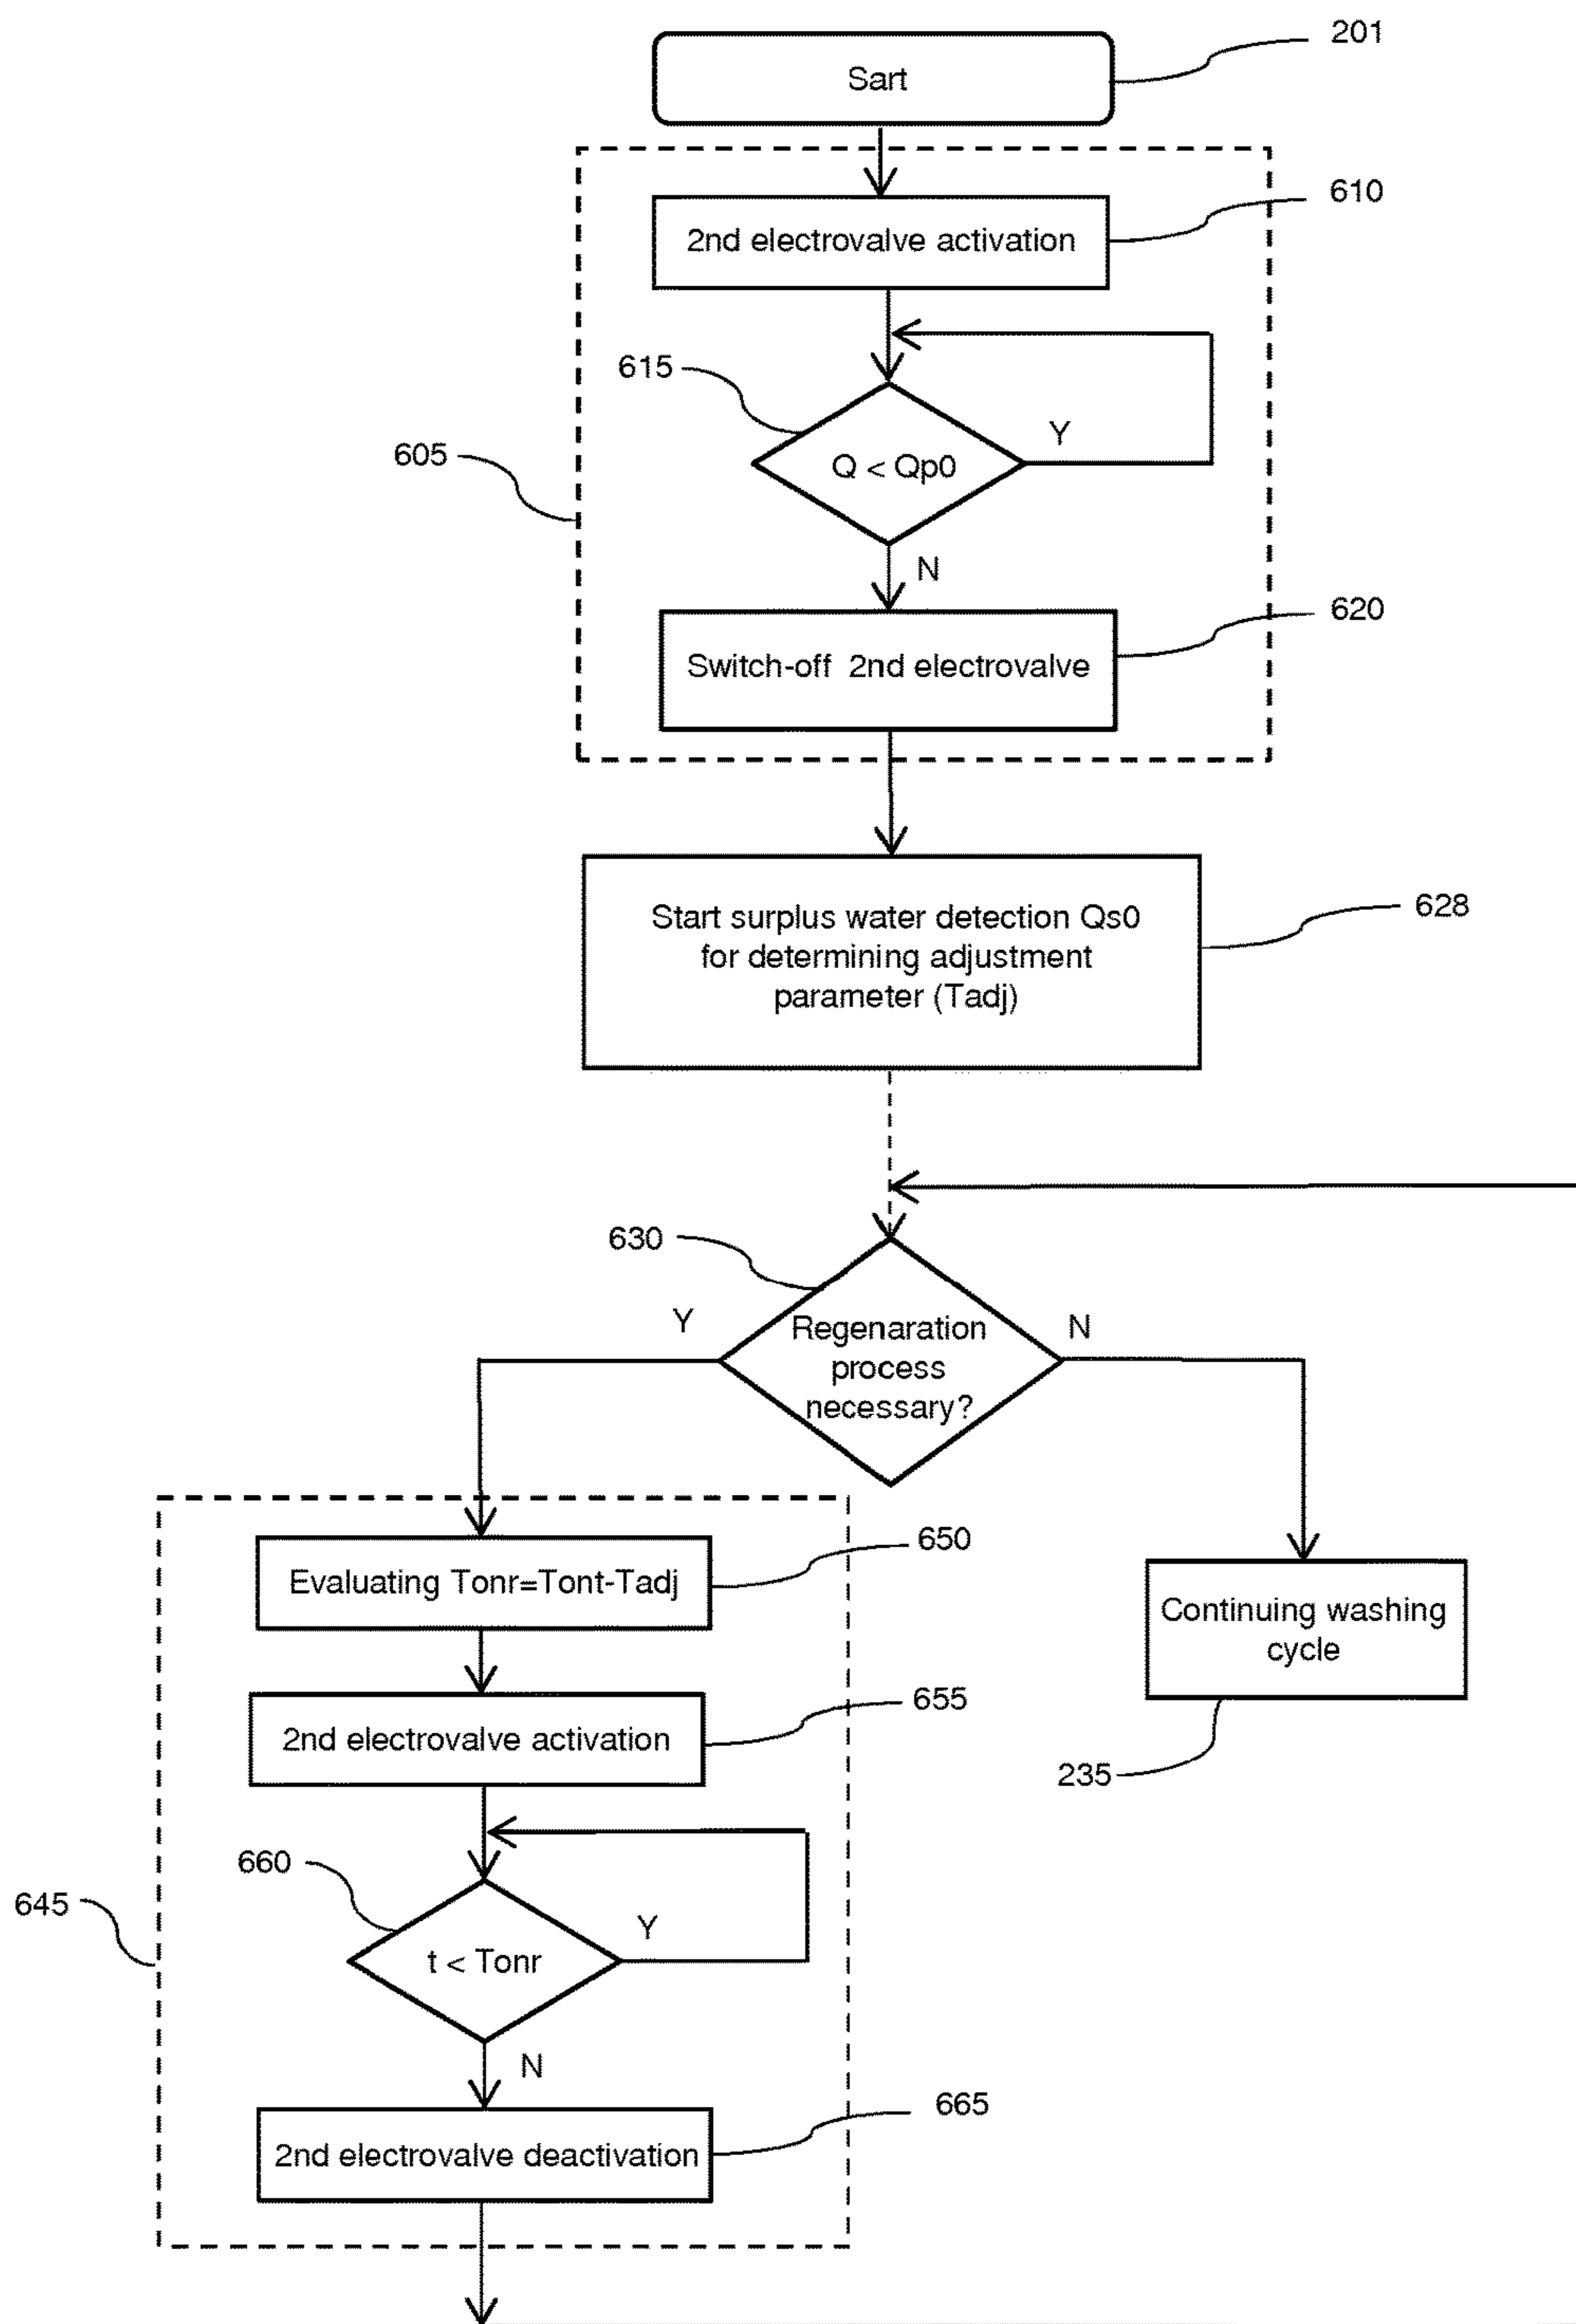 201
Sart
610
2nd electrovalve activation
615
Y
605
Q < Qp0
N
620
Switch-off 2nd electrovalve
628
Start surplus water detection Qs0
for determining adjustment
parameter (Tadj)
630
Y
N
Regenaration
process
necessary?
650
Evaluating Tonr=Tont-Tadj
Continuing washing
cycle
655
2nd electrovalve activation
235
660
645
Y
t < Tonr
N
665
2nd electrovalve deactivation